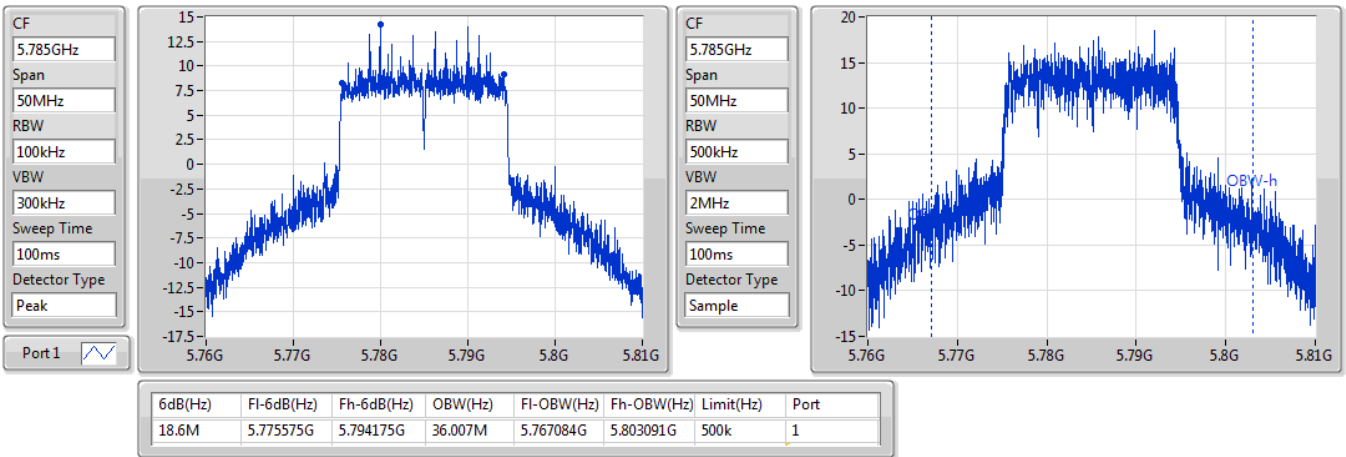 CF
5.785GHz
Span
50MHz
RBW
100kHz
VBW
300kHz
Sweep Time
100ms
Detector Type
Peak
Port 1
15
12.5
10
7.5
5
2.5
0
-2.5
-5
-7.5
-10
-12.5
-15
-17.5
5.76G 5.77G 5.78G 5.79G 5.8G 5.81G
CF
5.785GHz
Span
50MHz
RBW
500kHz
VBW
2MHz
Sweep Time
100ms
Detector Type
Sample
20
15
10
5
0
-5
-10
-15
OBW-h
5.76G 5.77G 5.78G 5.79G 5.8G 5.81G
6dB(Hz) Fl-6dB(Hz) Fh-6dB(Hz) OBW(Hz) Fl-OBW(Hz) Fh-OBW(Hz) Limit(Hz) Port
18.6M 5.775575G 5.794175G 36.007M 5.767084G 5.803091G 500k 1